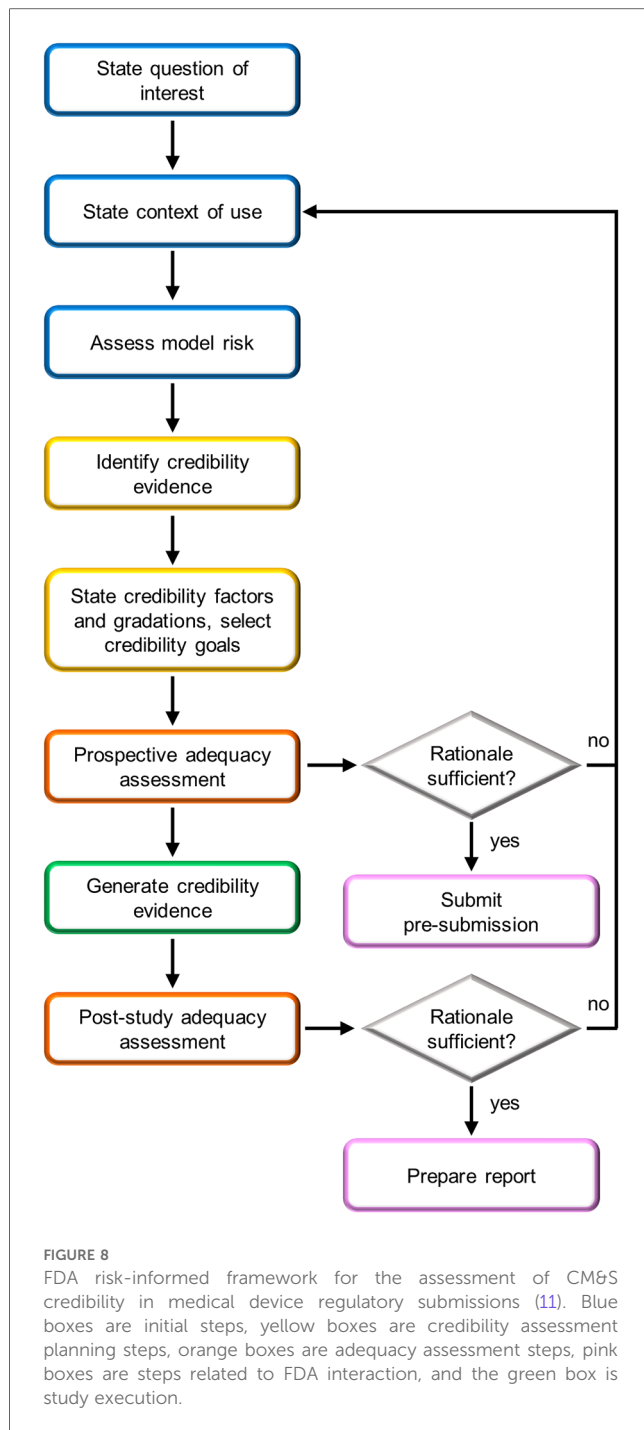 State question of
interest
State context of use
Assess model risk
Identify credibility
evidence
State credibility factors
and gradations, select
credibility goals
Prospective adequacy
assessment
Rationale
sufficient?
no
yes
Generate credibility
evidence
Submit
pre-submission
Post-study adequacy
assessment
Rationale
sufficient?
no
yes
Prepare report
FIGURE 8
FDA risk-informed framework for the assessment of CM&S
credibility in medical device regulatory submissions (11). Blue
boxes are initial steps, yellow boxes are credibility assessment
planning steps, orange boxes are adequacy assessment steps, pink
boxes are steps related to FDA interaction, and the green box is
study execution.